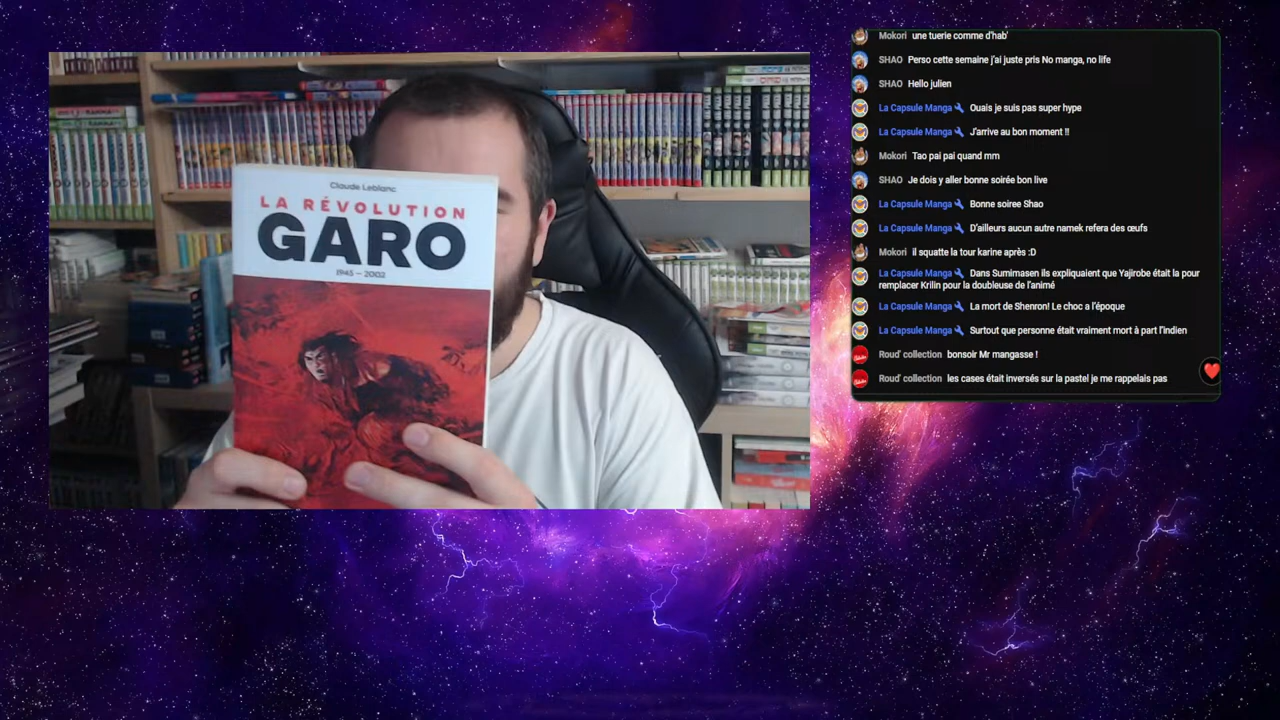 Claude Leblanc
LA RÉVOLUTION
GARO
1945 – 2002
Mokori une tuerie comme d'hab'
SHAO Perso cette semaine j'ai juste pris No manga, no life
SHAO Hello julien
La Capsule Manga Ouais je suis pas super hype
La Capsule Manga J'arrive au bon moment !!
Mokori Tao pai pai quand mm
SHAO Je dois y aller bonne soirée bon live
La Capsule Manga Bonne soiree Shao
La Capsule Manga D'ailleurs aucun autre namek refera des œufs
Mokori il squatte la tour karine après :D
La Capsule Manga Dans Sumimasen ils expliquaient que Yajirobe était la pour
remplacer Krilin pour la doubleuse de l'animé
La Capsule Manga La mort de Shenron! Le choc a l'époque
La Capsule Manga Surtout que personne était vraiment mort à part l'indien
Roud' collection bonsoir Mr mangasse !
Roud' collection les cases était inversés sur la pastel je me rappelais pas